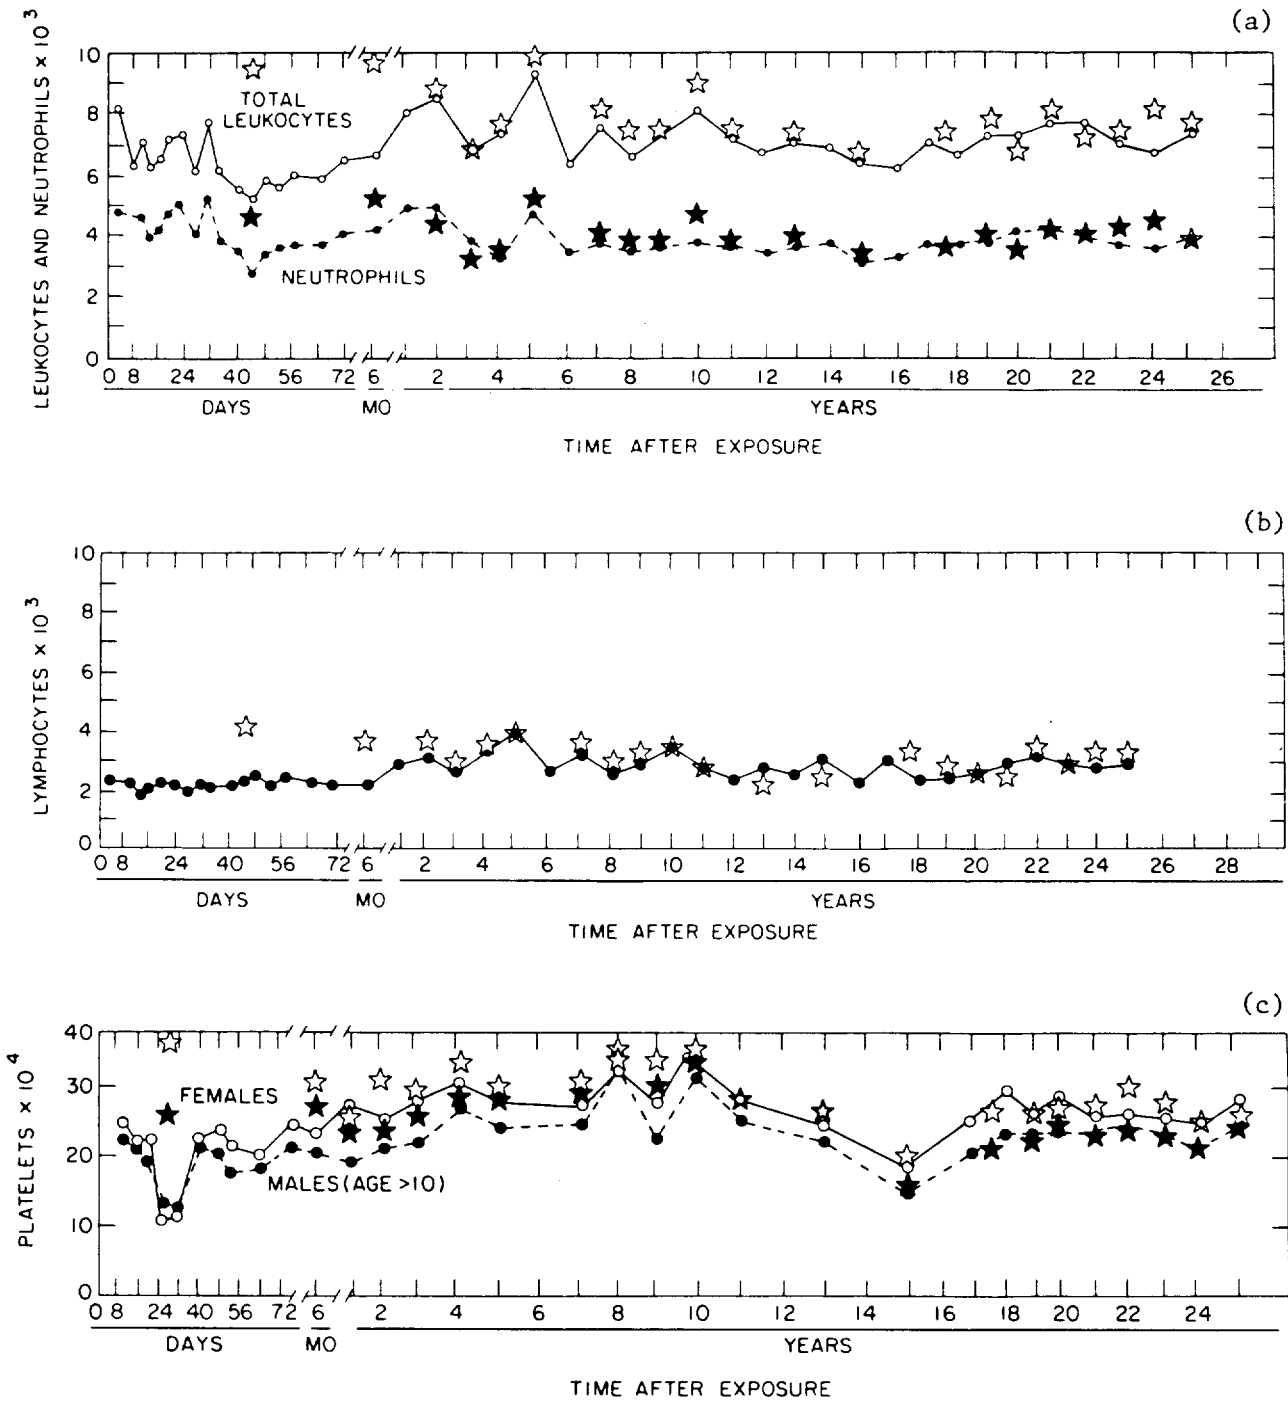 (a)
LEUKOCYTES AND NEUTROPHILS × 10³
10
8
6
4
2
0
TOTAL
LEUKOCYTES
NEUTROPHILS
0 8 24 40 56 72 6 2 4 6 8 10 12 14 16 18 20 22 24 26
DAYS MO YEARS
TIME AFTER EXPOSURE
(b)
LYMPHOCYTES × 10³
10
8
6
4
2
0
0 8 24 40 56 72 6 2 4 6 8 10 12 14 16 18 20 22 24 26 28
DAYS MO YEARS
TIME AFTER EXPOSURE
(c)
PLATELETS × 10⁴
40
30
20
10
0
FEMALES
MALES (AGE >10)
0 8 24 40 56 72 6 2 4 6 8 10 12 14 16 18 20 22 24
DAYS MO YEARS
TIME AFTER EXPOSURE